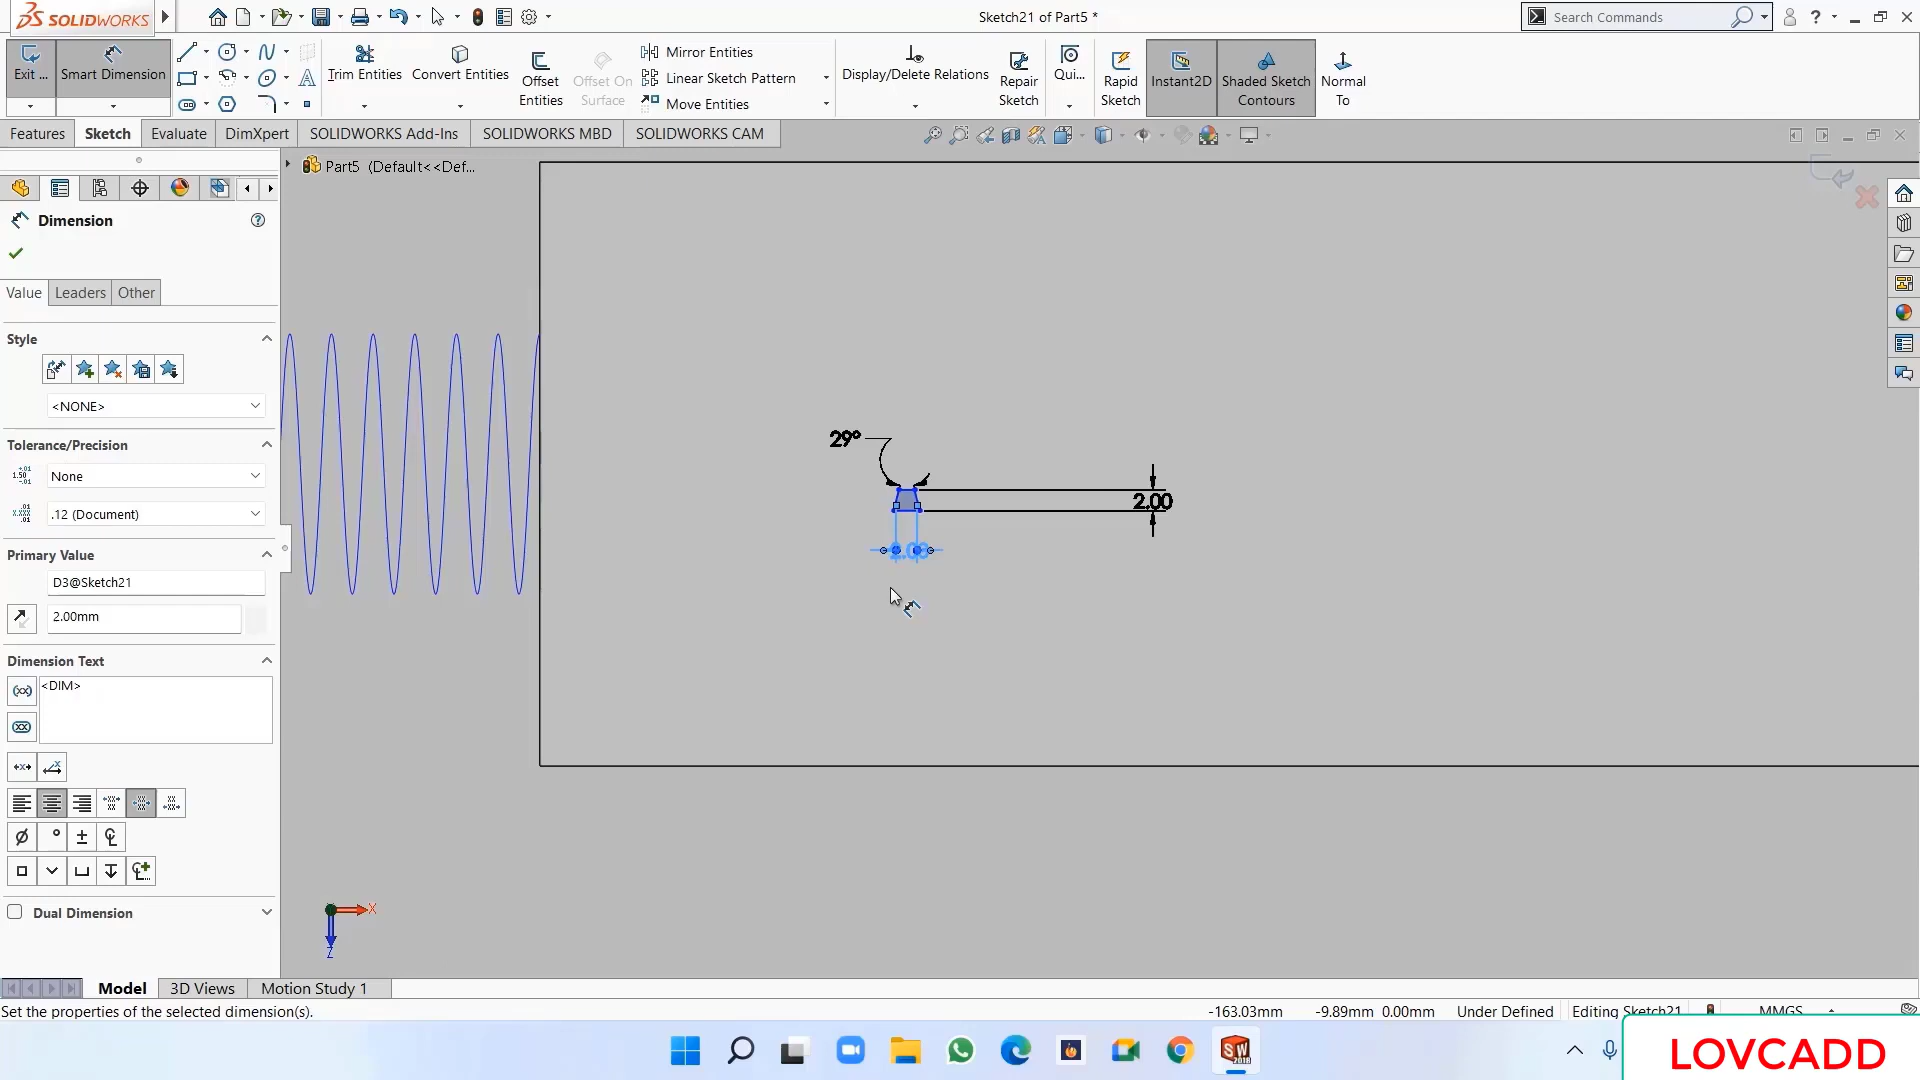 SOLIDWORKS
Sketch21 of Part5 *
Search Commands
Exit ...
Smart Dimension
Trim Entities
Convert Entities
Offset Entities
Offset On Surface
Mirror Entities
Linear Sketch Pattern
Move Entities
Display/Delete Relations
Repair Sketch
Qui...
Rapid Sketch
Instant2D
Shaded Sketch Contours
Normal To
Features
Sketch
Evaluate
DimXpert
SOLIDWORKS Add-Ins
SOLIDWORKS MBD
SOLIDWORKS CAM
Part5 (Default<<Def...
Dimension
Value
Leaders
Other
Style
<NONE>
Tolerance/Precision
None
.12 (Document)
Primary Value
D3@Sketch21
2.00mm
Dimension Text
<DIM>
Dual Dimension
29°
2.00
2.00
X
Z
Model
3D Views
Motion Study 1
Set the properties of the selected dimension(s).
-163.03mm
-9.89mm 0.00mm
Under Defined
Editing Sketch21
MMGS
LOVCADD